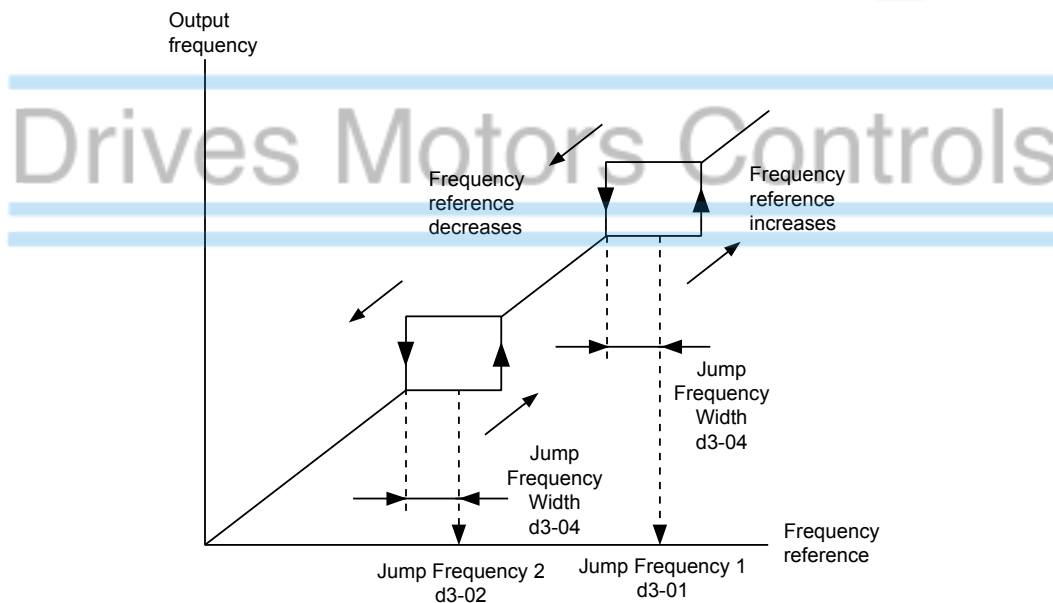 Output
frequency
Drives Motors Controls
Frequency
reference
decreases
Frequency
reference
increases
Jump
Frequency
Width
d3-04
Jump
Frequency
Width
d3-04
Frequency
reference
Jump Frequency 2
d3-02
Jump Frequency 1
d3-01